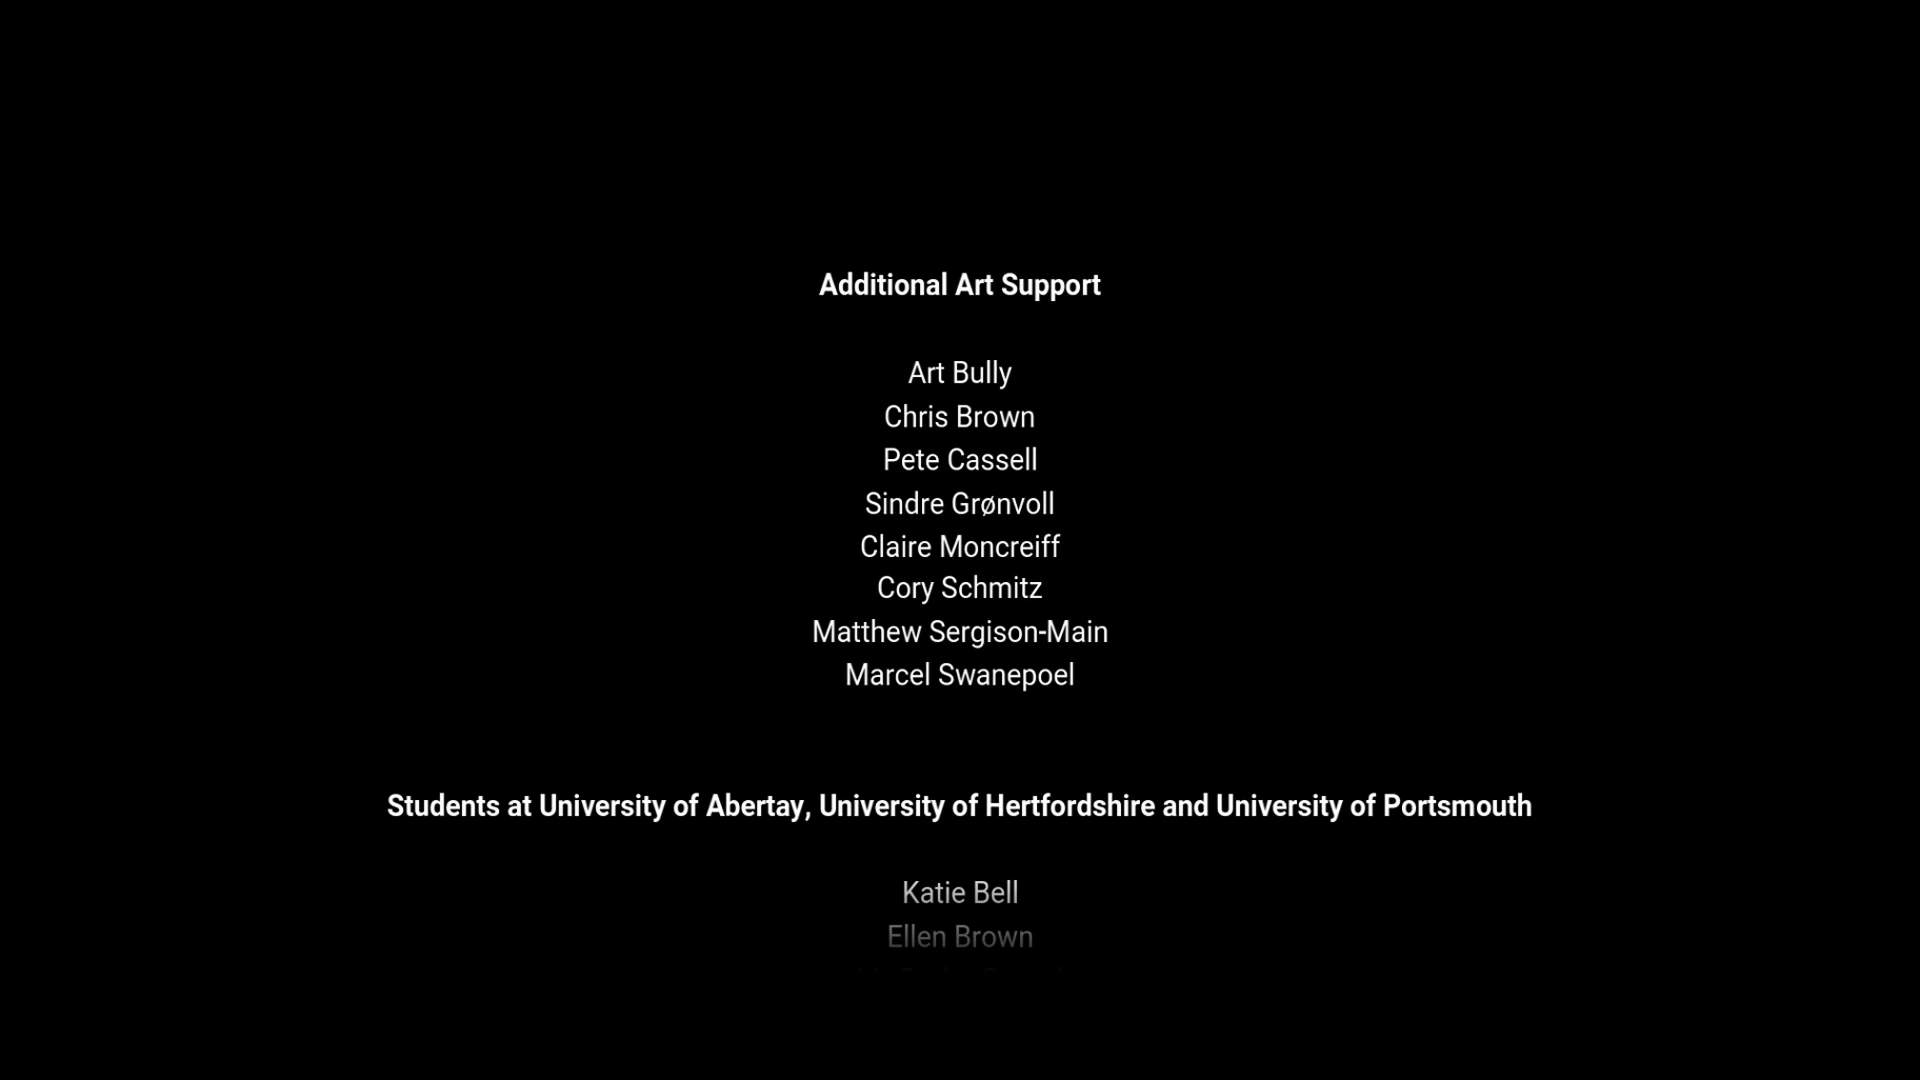 Additional Art Support
Art Bully
Chris Brown
Pete Cassell
Sindre Grønvoll
Claire Moncreiff
Cory Schmitz
Matthew Sergison-Main
Marcel Swanepoel
Students at University of Abertay, University of Hertfordshire and University of Portsmouth
Katie Bell
Ellen Brown